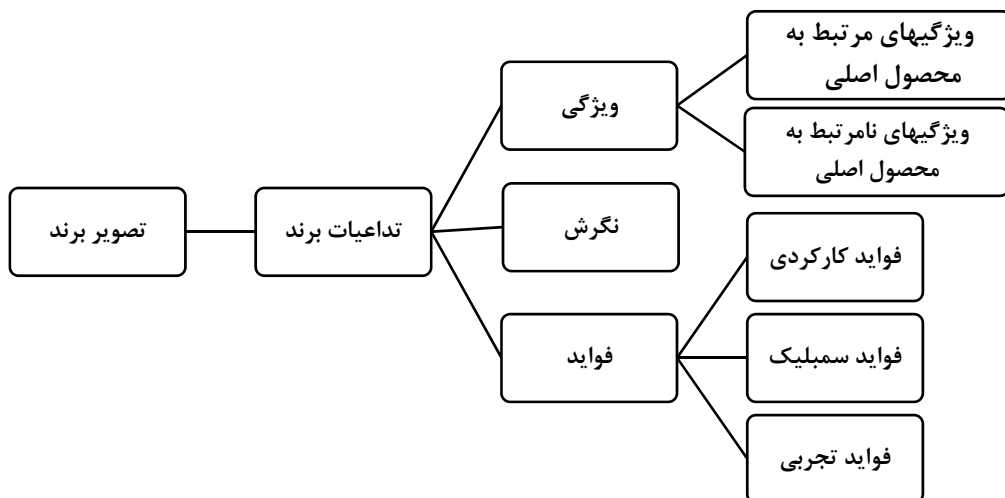 ویژگیهای مرتبط به
محصول اصلی
ویژگی
ویژگیهای نامرتبط به
محصول اصلی
تصویر برند
تداعیات برند
نگرش
فواید کارکردی
فواید
فواید سمبلیک
فواید تجربی